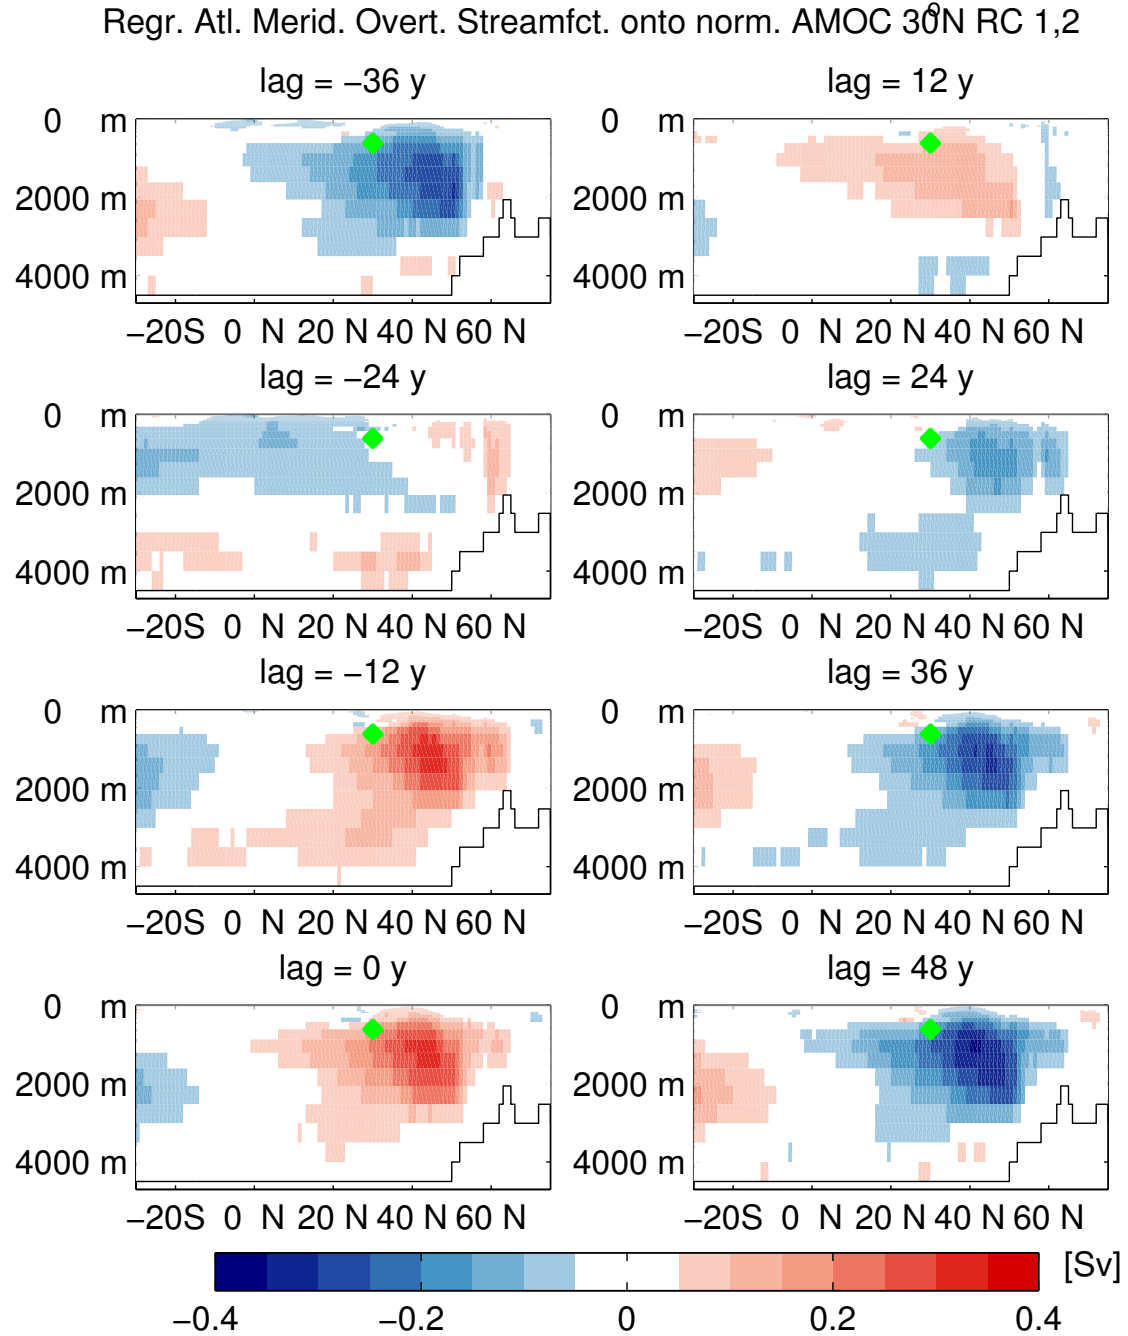 Regr. Atl. Merid. Overt. Streamfct. onto norm. AMOC 30°N RC 1,2
lag = −36 y
lag = 12 y
0 m
2000 m
4000 m
−20S 0 N 20 N 40 N 60 N
−20S 0 N 20 N 40 N 60 N
lag = −24 y
lag = 24 y
0 m
2000 m
4000 m
0 m
2000 m
4000 m
−20S 0 N 20 N 40 N 60 N
−20S 0 N 20 N 40 N 60 N
lag = −12 y
lag = 36 y
0 m
2000 m
4000 m
0 m
2000 m
4000 m
−20S 0 N 20 N 40 N 60 N
−20S 0 N 20 N 40 N 60 N
lag = 0 y
lag = 48 y
0 m
2000 m
4000 m
0 m
2000 m
4000 m
−20S 0 N 20 N 40 N 60 N
−20S 0 N 20 N 40 N 60 N
[Sv]
−0.4 −0.2 0 0.2 0.4
0 m
2000 m
4000 m